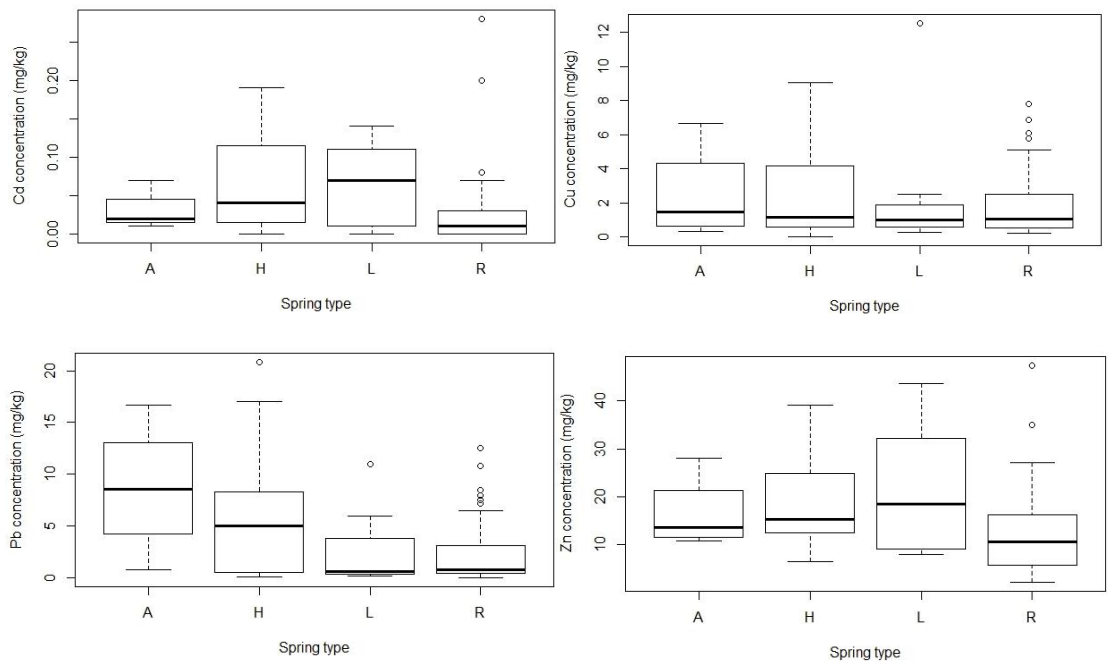 Cd concentration (mg/kg)
0.20
0.10
0.00
A H L R
Spring type
Cu concentration (mg/kg)
12
10
8
6
4
2
0
A H L R
Spring type
Pb concentration (mg/kg)
20
15
10
5
0
A H L R
Spring type
Zn concentration (mg/kg)
40
30
20
10
A H L R
Spring type